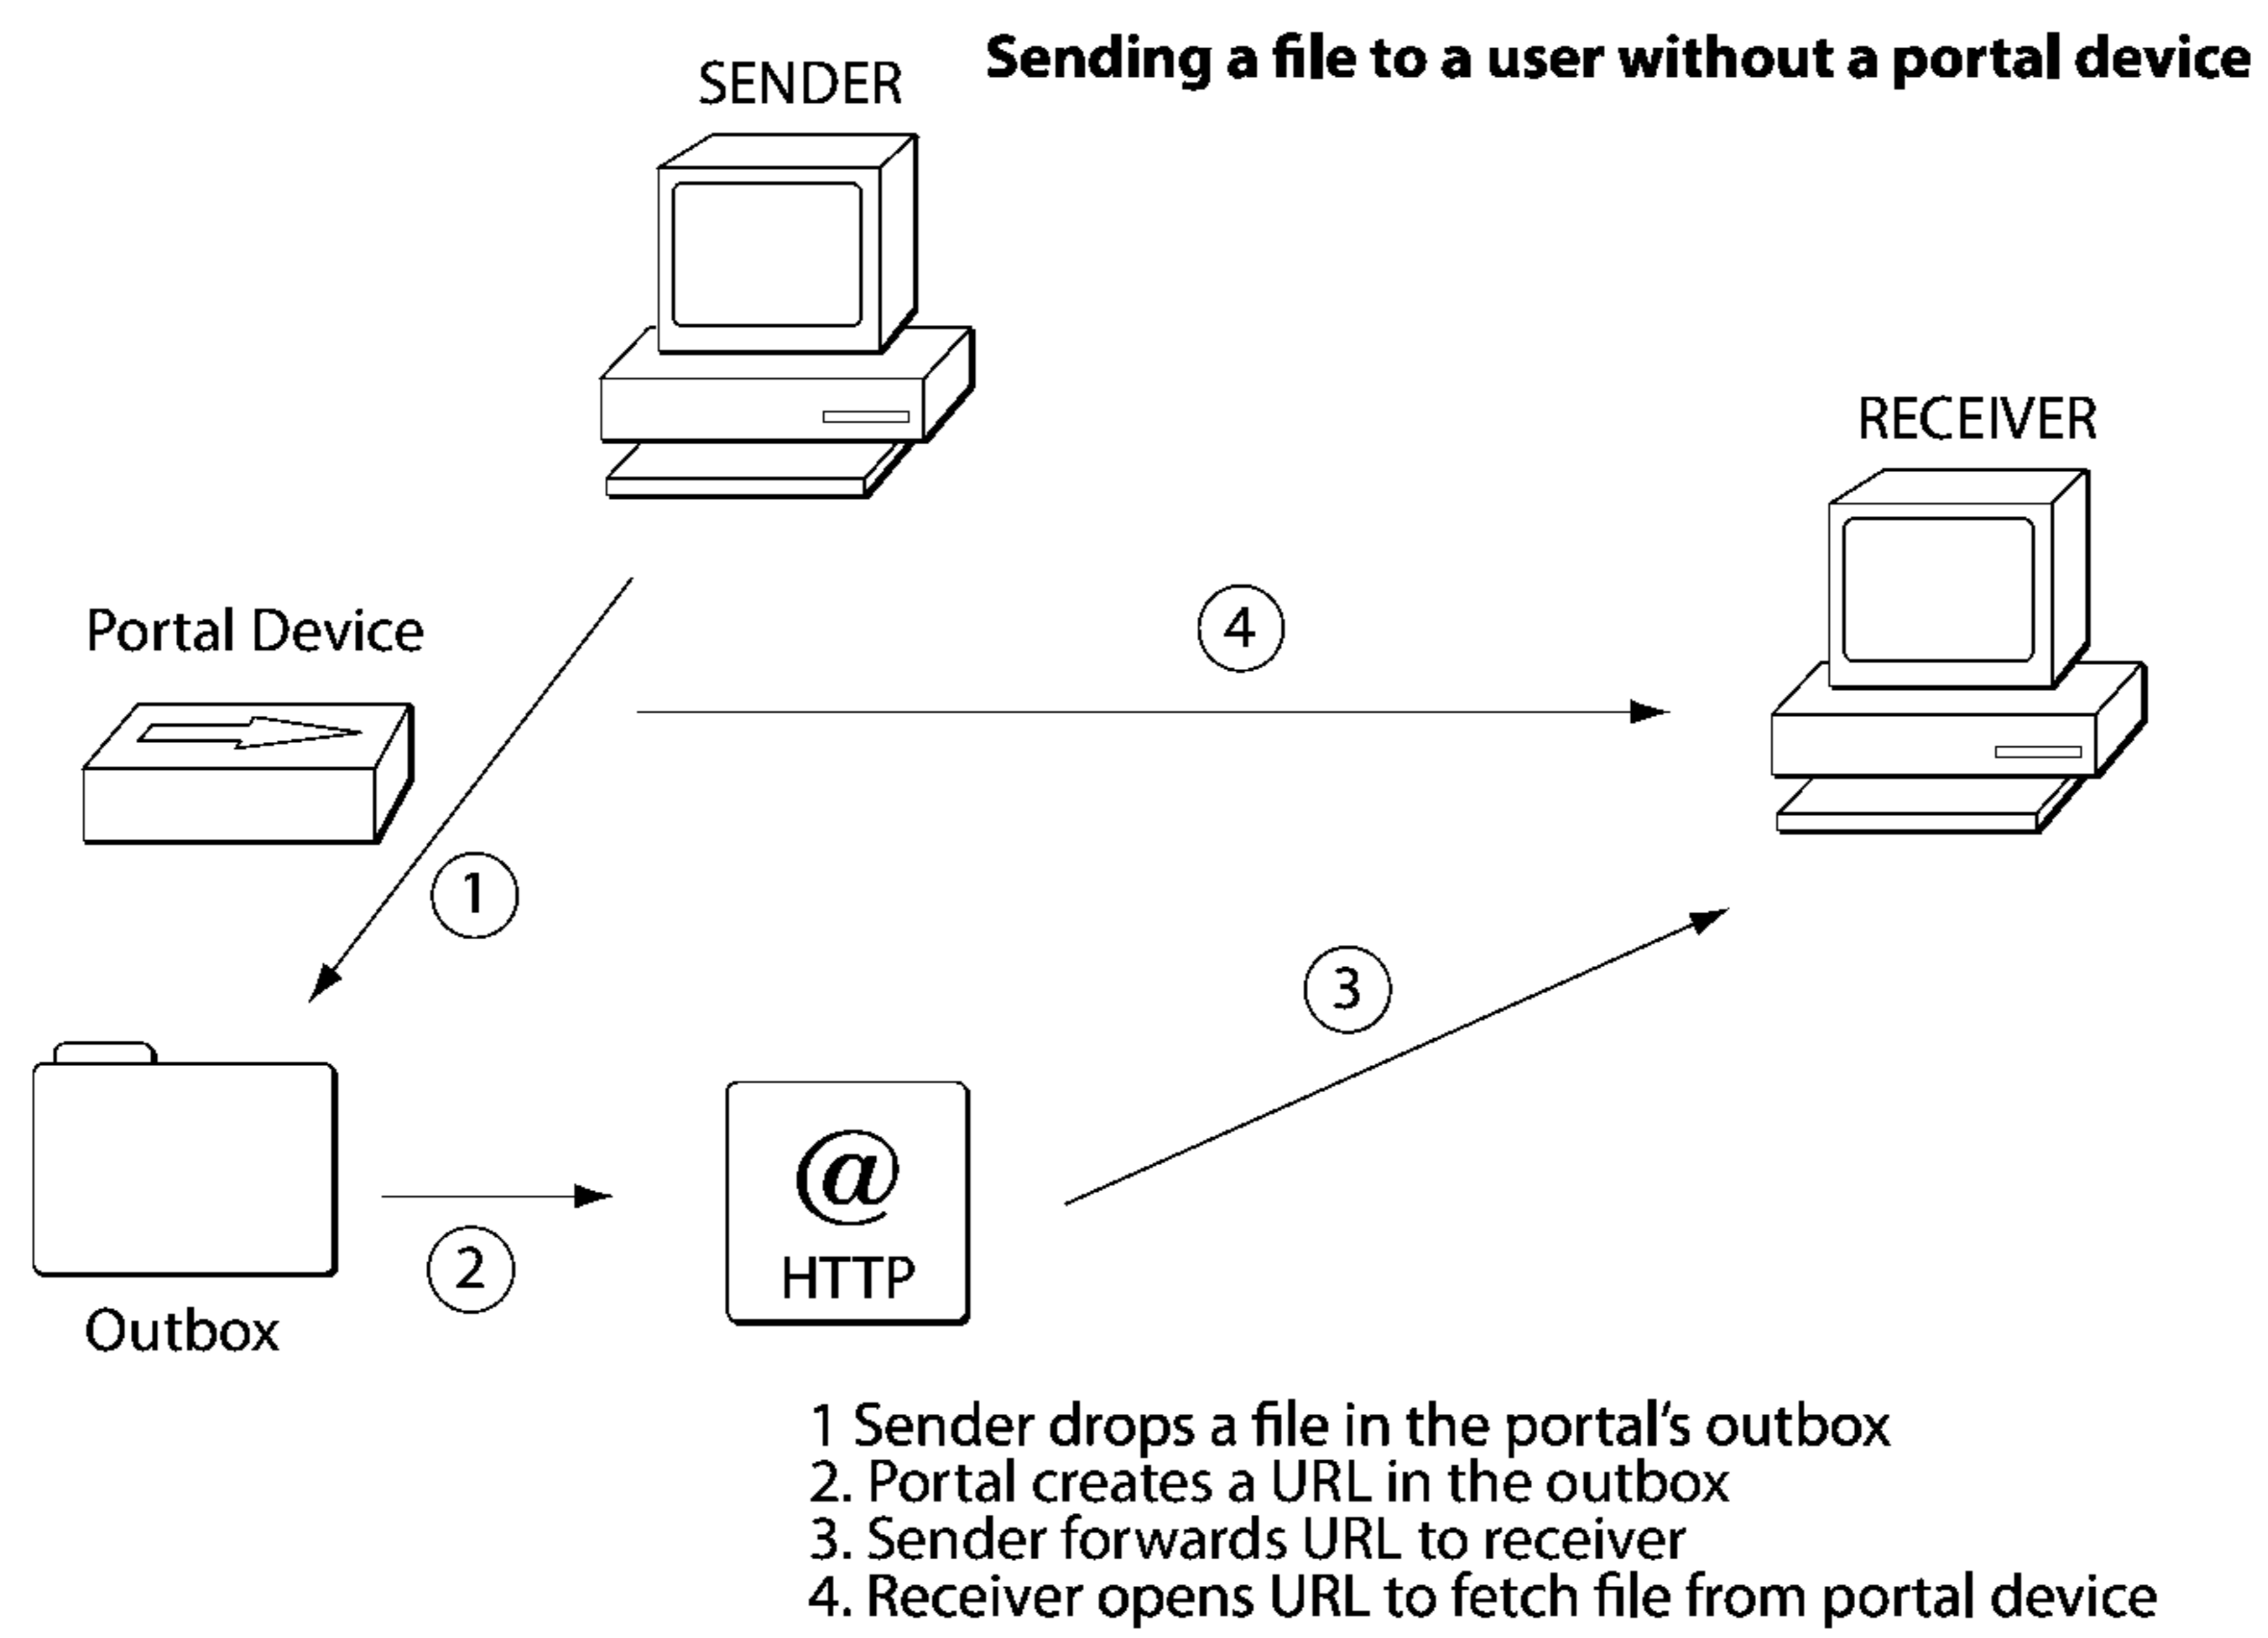 Sending a file to a user without a portal device
SENDER
RECEIVER
Portal Device
4
1
3
@
HTTP
2
Outbox
1 Sender drops a file in the portal's outbox
2. Portal creates a URL in the outbox
3. Sender forwards URL to receiver
4. Receiver opens URL to fetch file from portal device